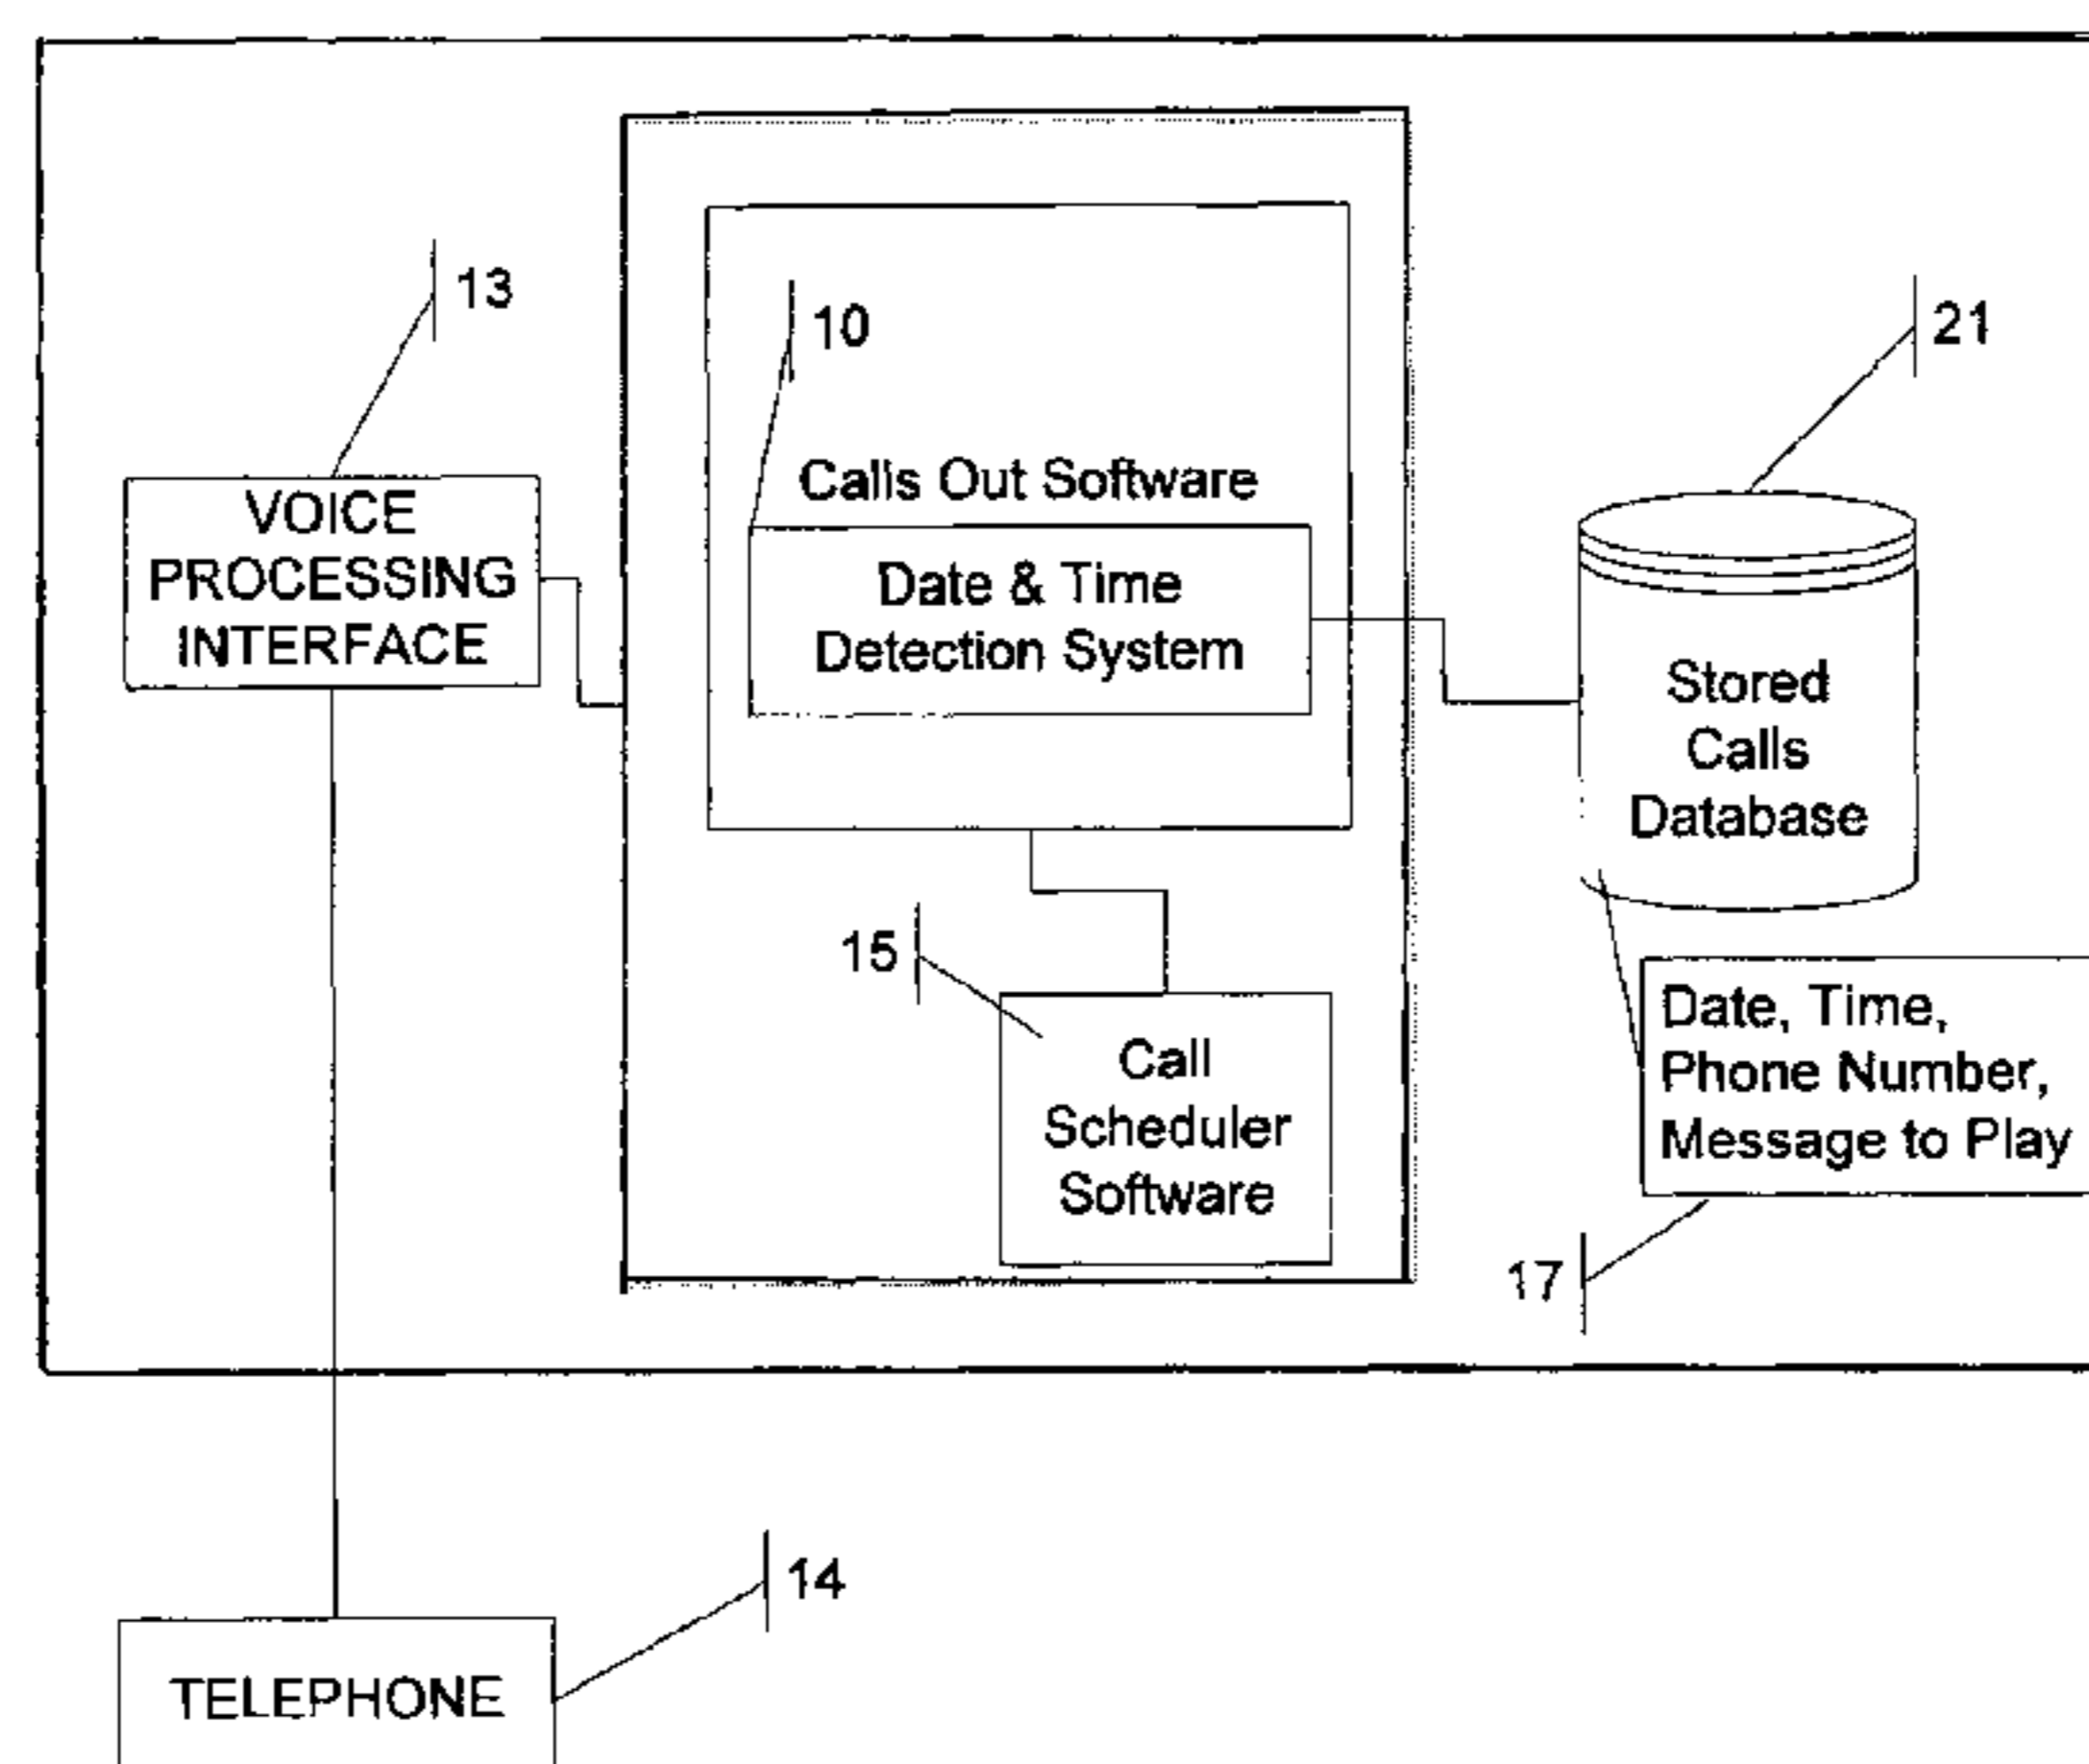 13
10
21
Calls Out Software
VOICE
PROCESSING
INTERFACE
Date & Time
Detection System
Stored
Calls
Database
15
Call
Scheduler
Software
Date, Time,
Phone Number,
Message to Play
17
14
TELEPHONE